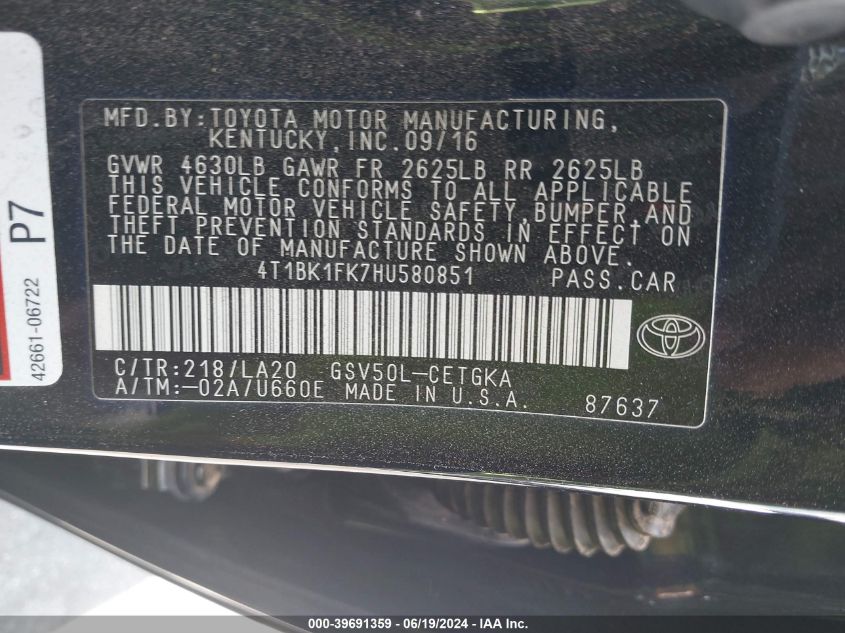 MFD.BY:TOYOTA MOTOR MANUFACTURING,
KENTUCKY,INC.09/16
GVWR 4630LB GAWR FR 2625LB RR 2625LB
THIS VEHICLE CONFORMS TO ALL APPLICABLE
FEDERAL MOTOR VEHICLE SAFETY,BUMPER,AND
THEFT PREVENTION STANDARDS IN EFFECT ON
THE DATE OF MANUFACTURE SHOWN ABOVE.
4T1BK1FK7HU580851 PASS.CAR
C/TR:218/LA20 GSV50L-CETGKA
A/TM:-02A/U660E MADE IN U.S.A. 87637
P7
42661-06722
000-39691359 - 06/19/2024 - IAAI.COM